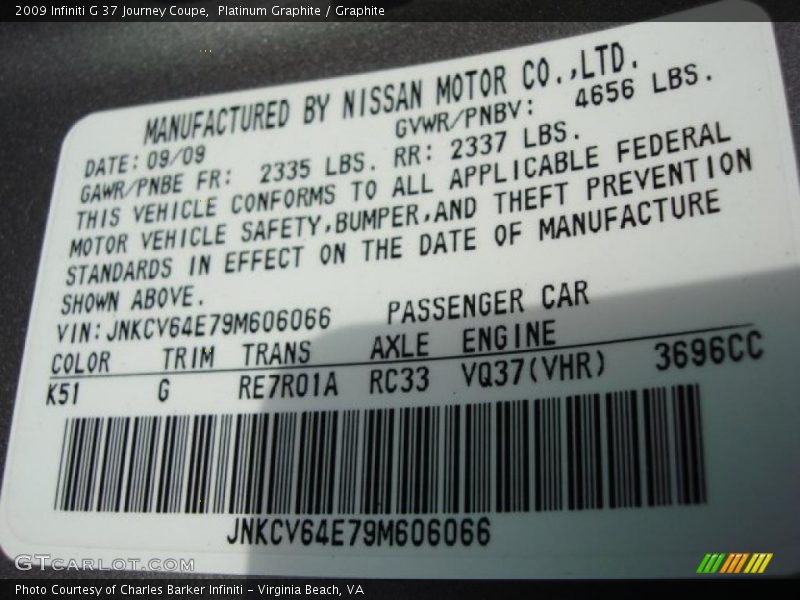 2009 Infiniti G 37 Journey Coupe,  Platinum Graphite / Graphite
MANUFACTURED BY NISSAN MOTOR CO.,LTD.
DATE: 09/09 GVWR/PNBV: 4656 LBS.
GAWR/PNBE FR: 2335 LBS. RR: 2337 LBS.
THIS VEHICLE CONFORMS TO ALL APPLICABLE FEDERAL
MOTOR VEHICLE SAFETY,BUMPER,AND THEFT PREVENTION
STANDARDS IN EFFECT ON THE DATE OF MANUFACTURE
SHOWN ABOVE.
VIN:JNKCV64E79M606066 PASSENGER CAR
COLOR TRIM TRANS AXLE ENGINE
K51 G RE7R01A RC33 VQ37(VHR) 3696CC
JNKCV64E79M606066
GTCARLOT.COM
Photo Courtesy of Charles Barker Infiniti - Virginia Beach, VA